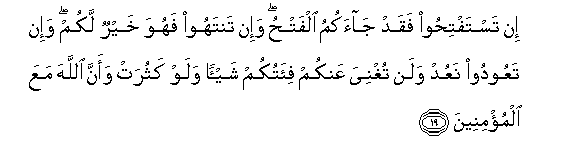 إِن تَسْتَفْتِحُوا۟ فَقَدْ جَآءَكُمُ ٱلْفَتْحُ ۖ وَإِن تَنتَهُوا۟ فَهُوَ خَيْرٌ لَّكُمْ ۖ وَإِن
تَعُودُوا۟ نَعُدْ وَلَن تُغْنِىَ عَنكُمْ فِئَتُكُمْ شَيْـًٔا وَلَوْ كَثُرَتْ وَأَنَّ ٱللَّهَ مَعَ
ٱلْمُؤْمِنِينَ ١٩